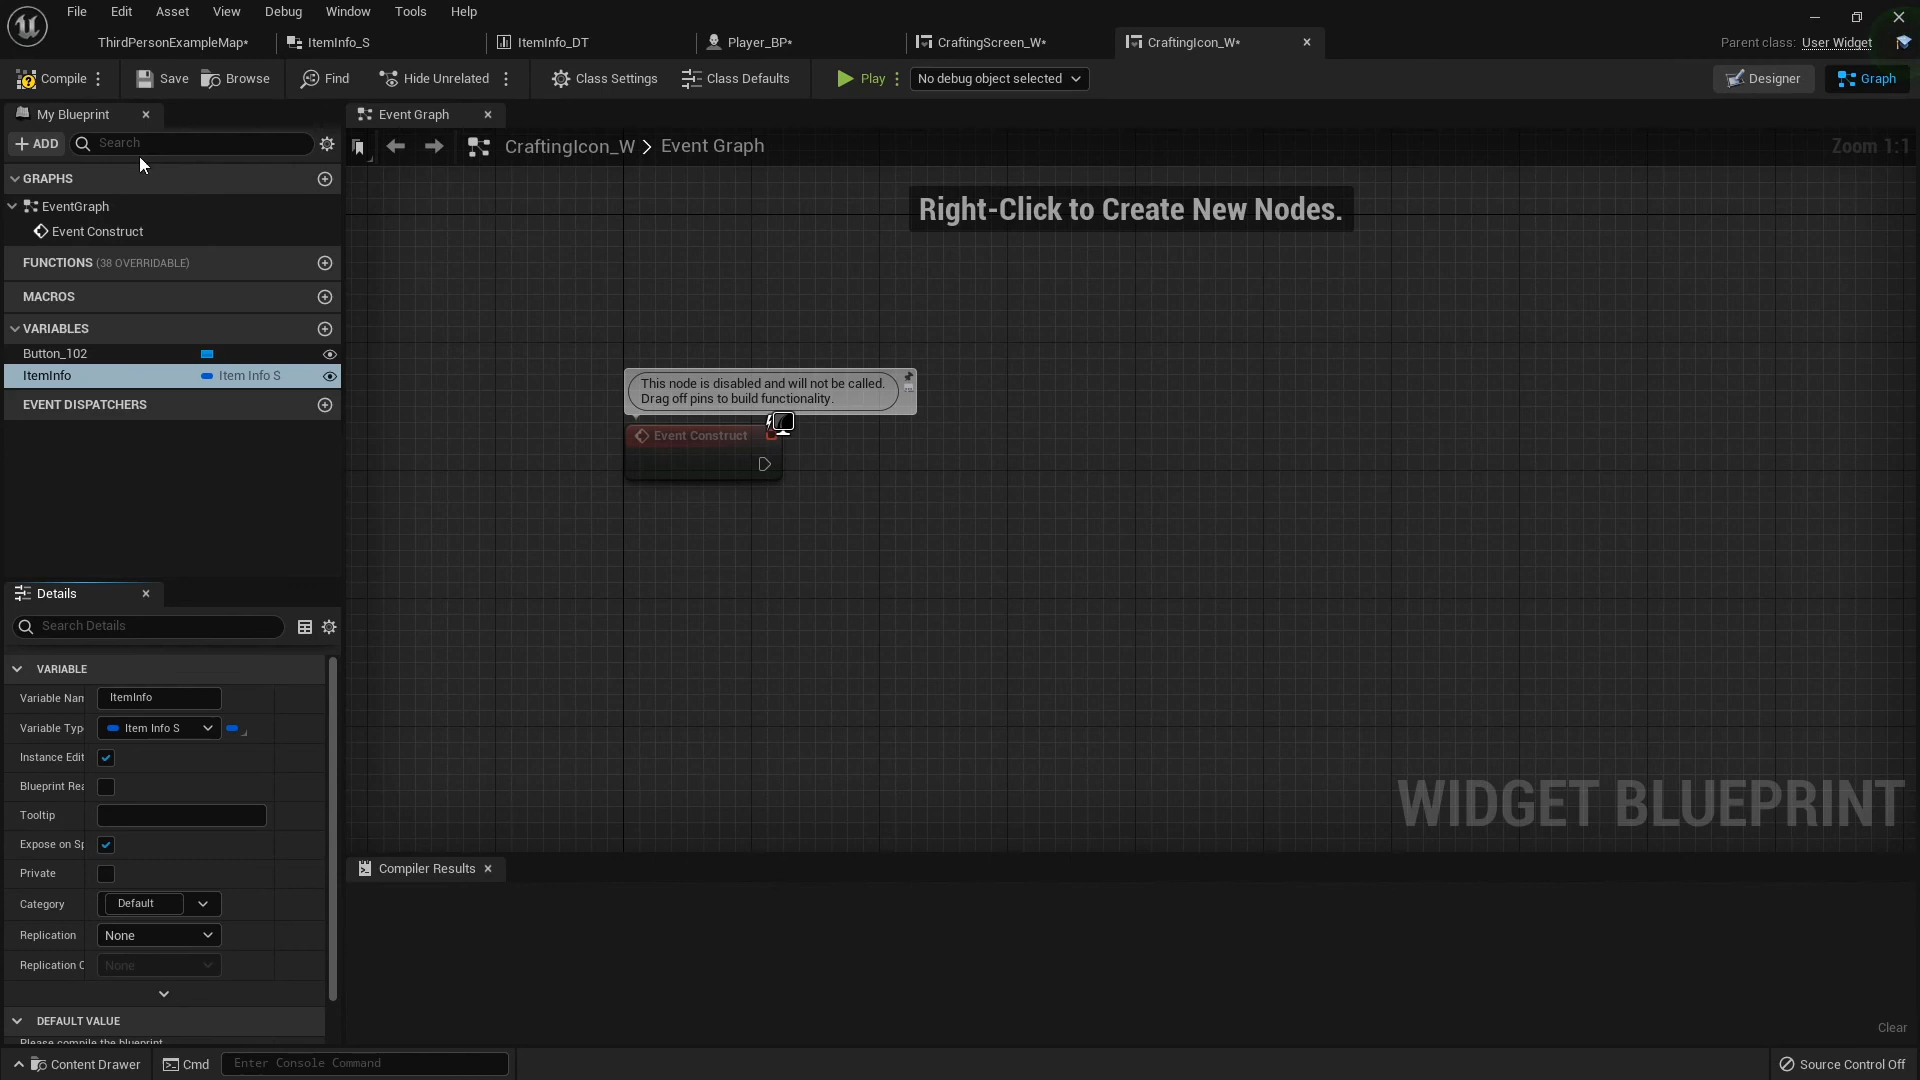 File Edit Asset View Debug Window Tools Help
ThirdPersonExampleMap* ItemInfo_S ItemInfo_DT Player_BP* CraftingScreen_W* CraftingIcon_W* Parent class: User Widget
Compile Save Browse Find Hide Unrelated Class Settings Class Defaults Play No debug object selected Designer Graph
My Blueprint Event Graph
ADD Search CraftingIcon_W > Event Graph Zoom 1:1
GRAPHS
EventGraph
Event Construct
FUNCTIONS (38 OVERRIDABLE)
MACROS
VARIABLES
Button_102
ItemInfo Item Info S
EVENT DISPATCHERS
Right-Click to Create New Nodes.
This node is disabled and will not be called.
Drag off pins to build functionality.
Event Construct
WIDGET BLUEPRINT
Details
Search Details
VARIABLE
Variable Nam ItemInfo
Variable Typ Item Info S
Instance Edit
Blueprint Rea
Tooltip
Expose on Sp
Private
Category Default
Replication None
Replication C None
DEFAULT VALUE
Please compile the blueprint
Compiler Results
Clear
Content Drawer Cmd Enter Console Command Source Control Off